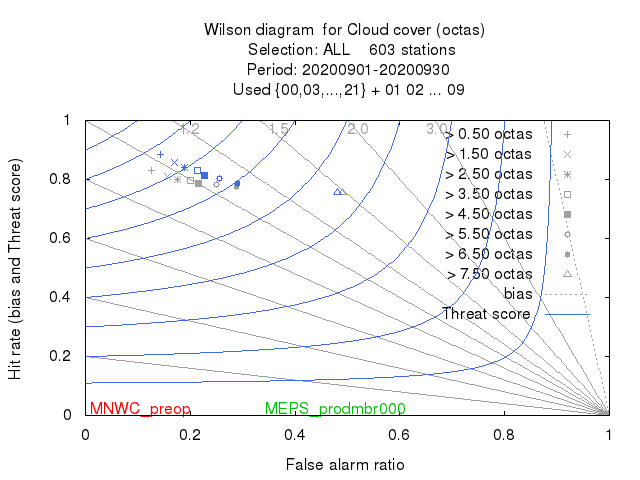 Wilson diagram for Cloud cover (octas)
Selection: ALL 603 stations
Period: 20200901-20200930
Used {00,03,...,21} + 01 02 ... 09
Hit rate (bias and Threat score)
1
0.8
0.6
0.4
0.2
0
1.2 1.5 2.0 3.0
> 0.50 octas
> 1.50 octas
> 2.50 octas
> 3.50 octas
> 4.50 octas
> 5.50 octas
> 6.50 octas
> 7.50 octas
bias
Threat score
MNWC_preop MEPS_prodmbr000
0 0.2 0.4 0.6 0.8 1
False alarm ratio